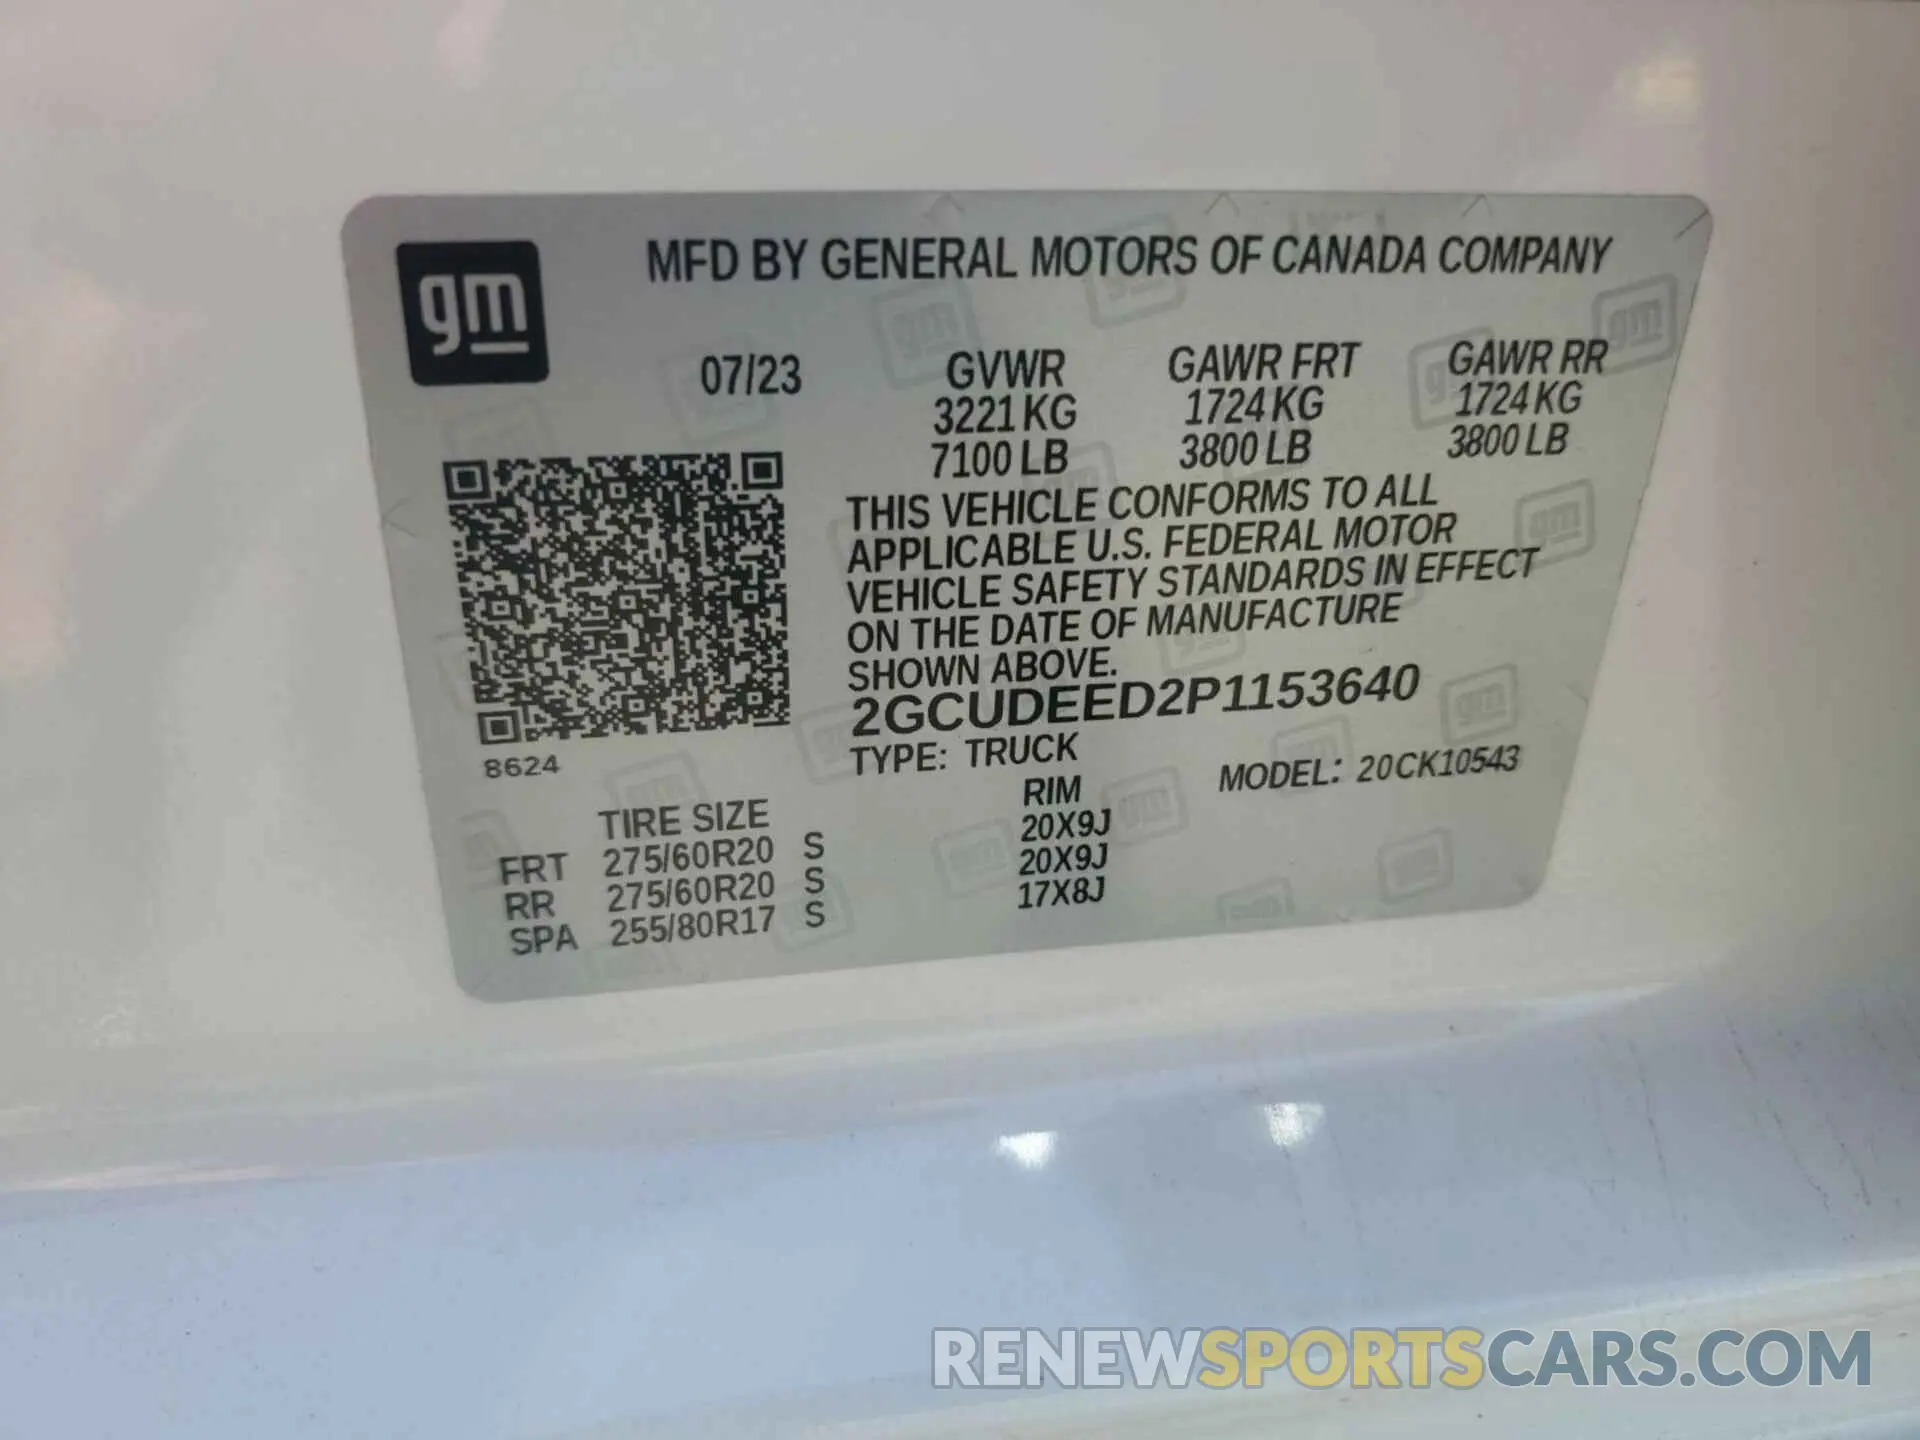 gm
MFD BY GENERAL MOTORS OF CANADA COMPANY
07/23 GVWR GAWR FRT GAWR RR
3221 KG 1724 KG 1724 KG
7100 LB 3800 LB 3800 LB
THIS VEHICLE CONFORMS TO ALL
APPLICABLE U.S. FEDERAL MOTOR
VEHICLE SAFETY STANDARDS IN EFFECT
ON THE DATE OF MANUFACTURE
SHOWN ABOVE.
2GCUDEED2P1153640
8624 TYPE: TRUCK MODEL: 20CK10543
TIRE SIZE RIM
FRT 275/60R20 S 20X9J
RR 275/60R20 S 20X9J
SPA 255/80R17 S 17X8J
RENEWSPORTSCARS.COM